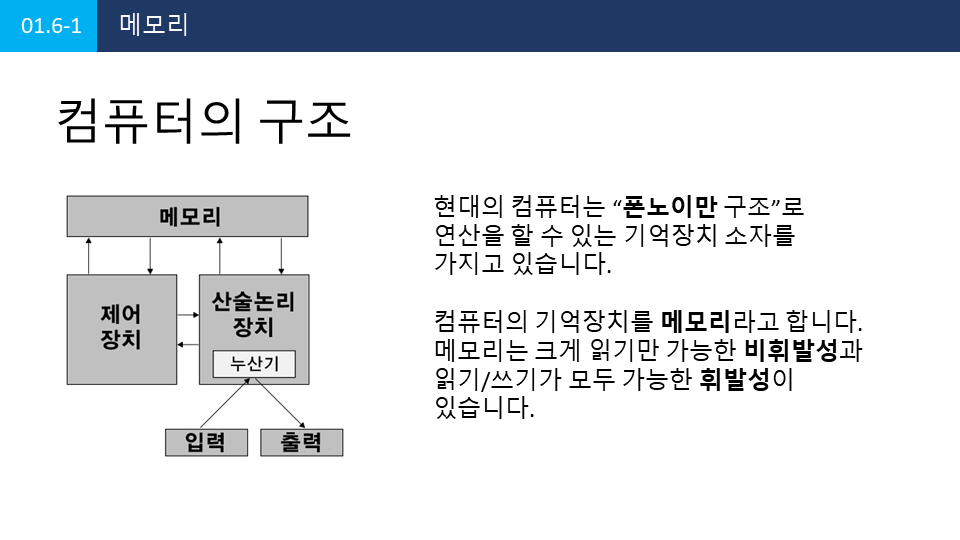 01.6-1 메모리
컴퓨터의 구조
메모리
제어
장치
산술논리
장치
누산기
입력
출력
현대의 컴퓨터는 “폰노이만 구조”로
연산을 할 수 있는 기억장치 소자를
가지고 있습니다.
컴퓨터의 기억장치를 메모리라고 합니다.
메모리는 크게 읽기만 가능한 비휘발성과
읽기/쓰기가 모두 가능한 휘발성이
있습니다.